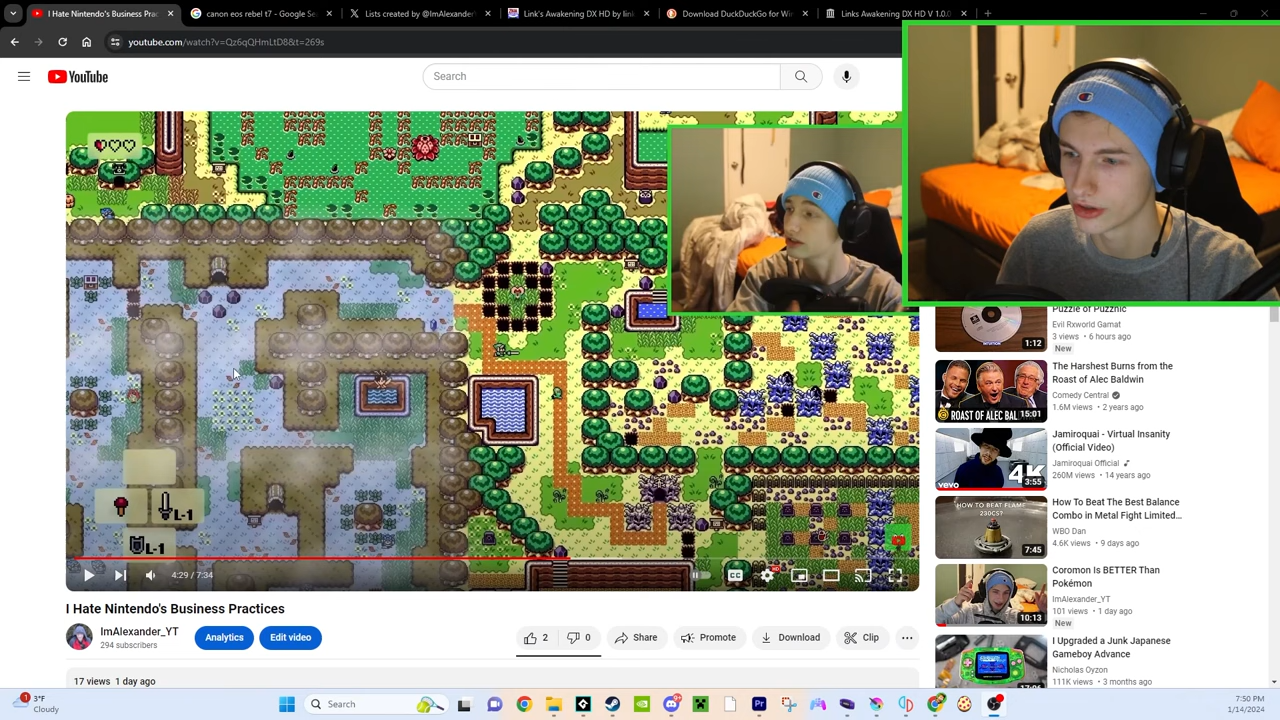 I Hate Nintendo's Business Prac
canon eos rebel t7 - Google Se
Lists created by @ImAlexander
Link's Awakening DX HD by link
Download DuckDuckGo for Wi
Links Awakening DX HD V 1.0.0
youtube.com/watch?v=Qz6qQHmLtD8&t=269s
YouTube
Search
L-1
L-1
4:29 / 7:34
CC
HD
I Hate Nintendo's Business Practices
ImAlexander_YT
294 subscribers
Analytics
Edit video
2
0
Share
Promote
Download
Clip
17 views 1 day ago
Puzzle of Puzznic
Evil Rxworld Gamat
3 views • 6 hours ago
New
1:12
The Harshest Burns from the
Roast of Alec Baldwin
Comedy Central
1.6M views • 2 years ago
ROAST OF ALEC BAL
15:01
Jamiroquai - Virtual Insanity
(Official Video)
Jamiroquai Official
260M views • 14 years ago
4K
vevo
3:55
How To Beat The Best Balance
Combo in Metal Fight Limited...
WBO Dan
4.6K views • 9 days ago
HOW TO BEAT FLAME
230CS?
7:45
Coromon Is BETTER Than
Pokémon
ImAlexander_YT
101 views • 1 day ago
New
10:13
I Upgraded a Junk Japanese
Gameboy Advance
Nicholas Oyzon
111K views • 3 months ago
1
3°F
Cloudy
Search
Pr
7:50 PM
1/14/2024